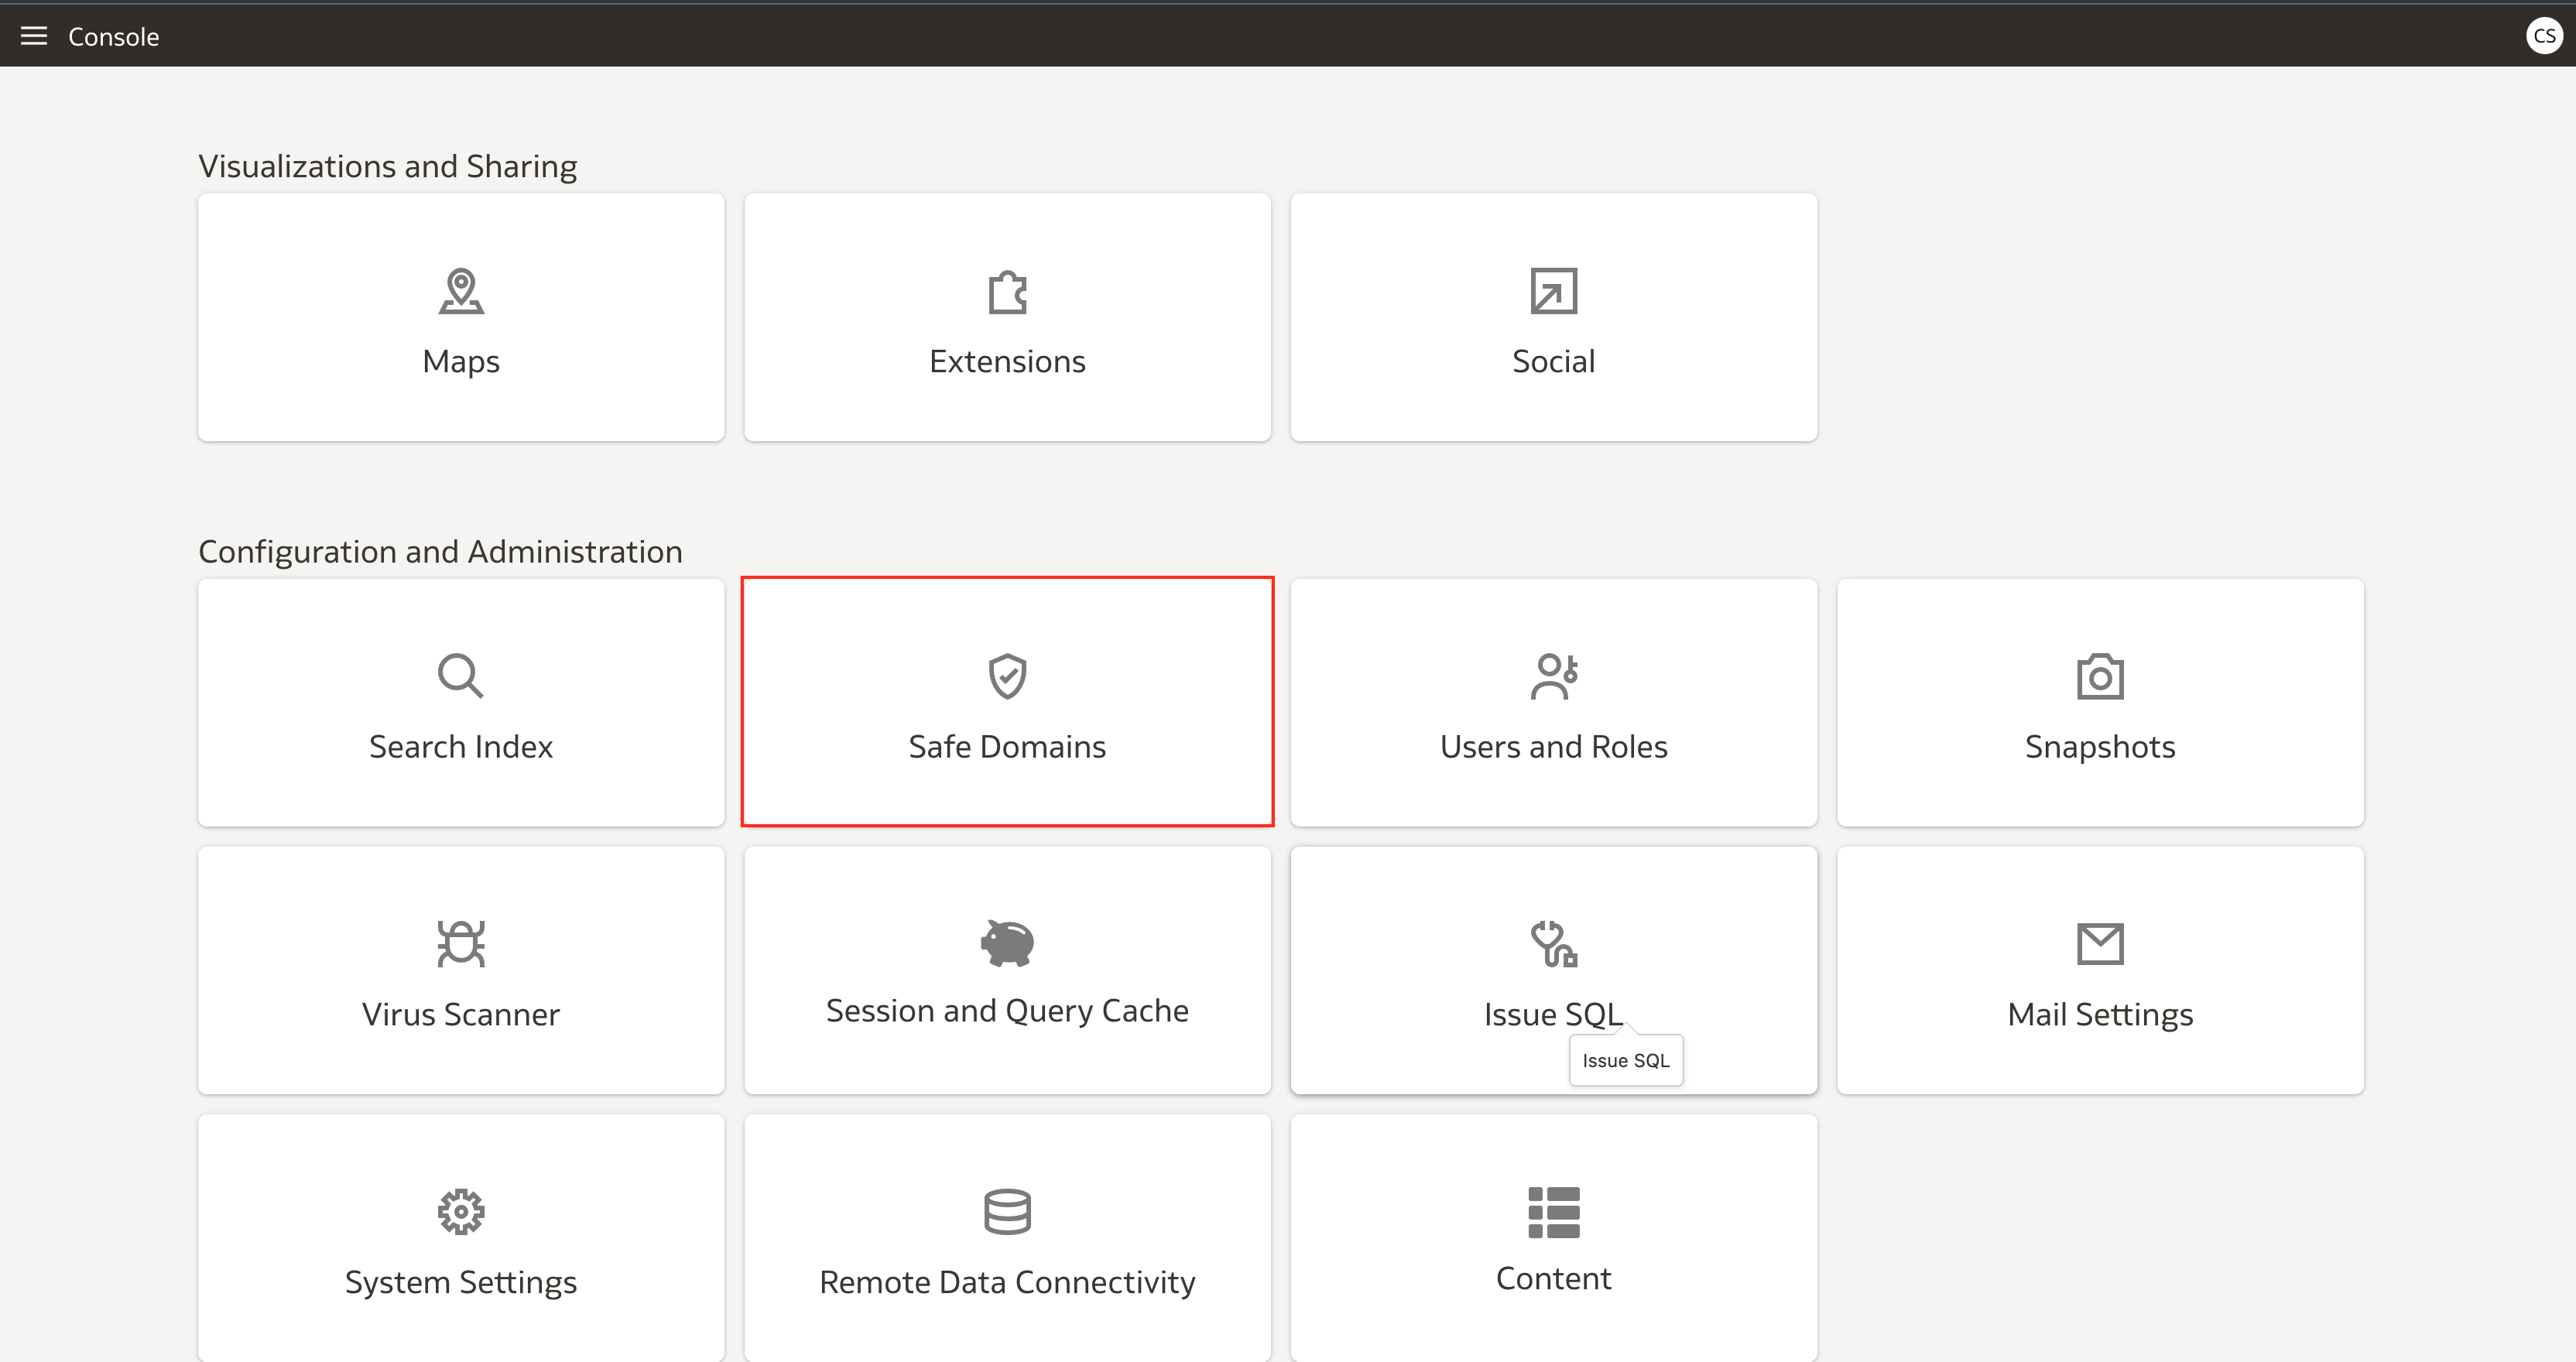 Console
CS
Visualizations and Sharing
Maps
Extensions
Social
Configuration and Administration
Search Index
Safe Domains
Users and Roles
Snapshots
Virus Scanner
Session and Query Cache
Issue SQL
Mail Settings
Issue SQL
System Settings
Remote Data Connectivity
Content